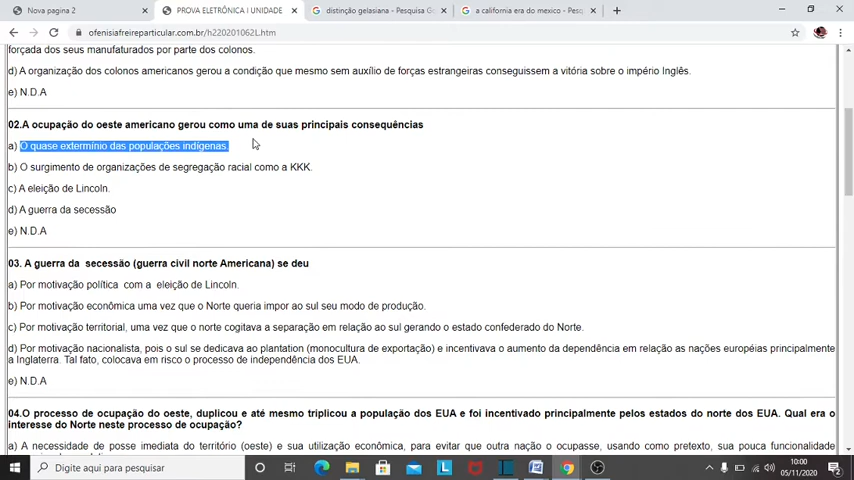 Nova pagina 2
PROVA ELETRÔNICA I UNIDADE
distinção gelasiana - Pesquisa Go
a california era do mexico - Pesq
ofenisiafreireparticular.com.br/h220201062L.htm
forçada dos seus manufaturados por parte dos colonos.
d) A organização dos colonos americanos gerou a condição que mesmo sem auxílio de forças estrangeiras conseguissem a vitória sobre o império Inglês.
e) N.D.A
02.A ocupação do oeste americano gerou como uma de suas principais consequências
a) O quase extermínio das populações indígenas.
b) O surgimento de organizações de segregação racial como a KKK.
c) A eleição de Lincoln.
d) A guerra da secessão
e) N.D.A
03. A guerra da secessão (guerra civil norte Americana) se deu
a) Por motivação política com a eleição de Lincoln.
b) Por motivação econômica uma vez que o Norte queria impor ao sul seu modo de produção.
c) Por motivação territorial, uma vez que o norte cogitava a separação em relação ao sul gerando o estado confederado do Norte.
d) Por motivação nacionalista, pois o sul se dedicava ao plantation (monocultura de exportação) e incentivava o aumento da dependência em relação as nações européias principalmente
a Inglaterra. Tal fato, colocava em risco o processo de independência dos EUA.
e) N.D.A
04.O processo de ocupação do oeste, duplicou e até mesmo triplicou a população dos EUA e foi incentivado principalmente pelos estados do norte dos EUA. Qual era o
interesse do Norte neste processo de ocupação?
a) A necessidade de posse imediata do território (oeste) e sua utilização econômica, para evitar que outra nação o ocupasse, usando como pretexto, sua pouca funcionalidade
Digite aqui para pesquisar
10:00
05/11/2020